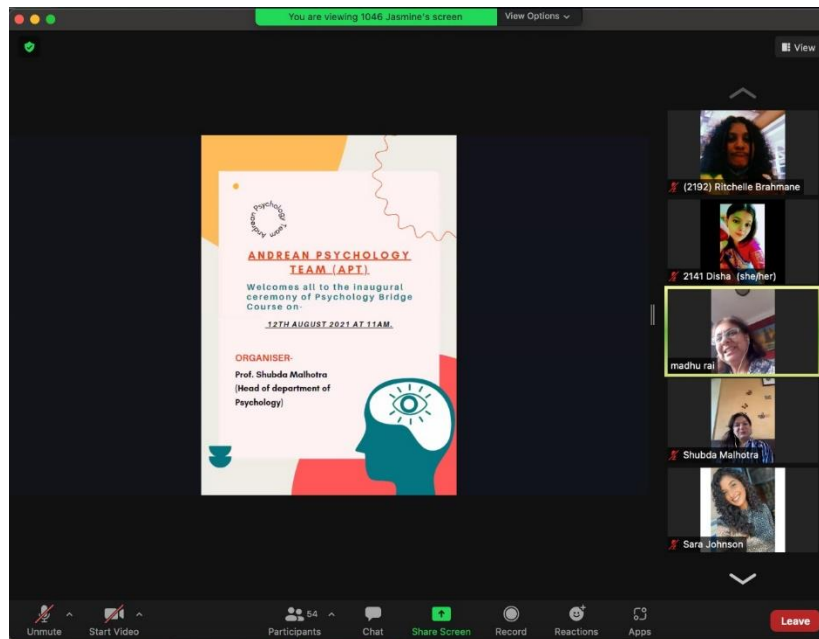 You are viewing 1046 Jasmine's screen
View Options
View
Andrean Psychology Team
ANDREAN PSYCHOLOGY
TEAM (APT)
Welcomes all to the inaugural
ceremony of Psychology Bridge
Course on-
12TH AUGUST 2021 AT 11AM.
ORGANISER-
Prof. Shubda Malhotra
(Head of department of
Psychology)
(2192) Ritchelle Brahmane
2141 Disha (she/her)
madhu rai
Shubda Malhotra
Sara Johnson
Unmute
Start Video
54
Participants
Chat
Share Screen
Record
Reactions
Apps
Leave